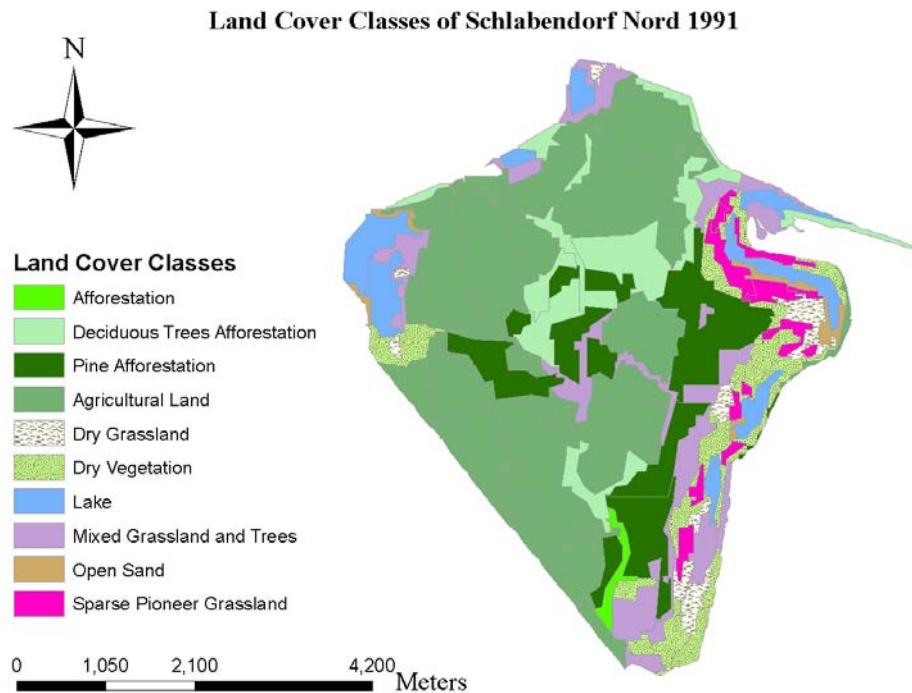 Land Cover Classes of Schlabendorf Nord 1991
N
Land Cover Classes
Afforestation
Deciduous Trees Afforestation
Pine Afforestation
Agricultural Land
Dry Grassland
Dry Vegetation
Lake
Mixed Grassland and Trees
Open Sand
Sparse Pioneer Grassland
0 1,050 2,100 4,200
Meters